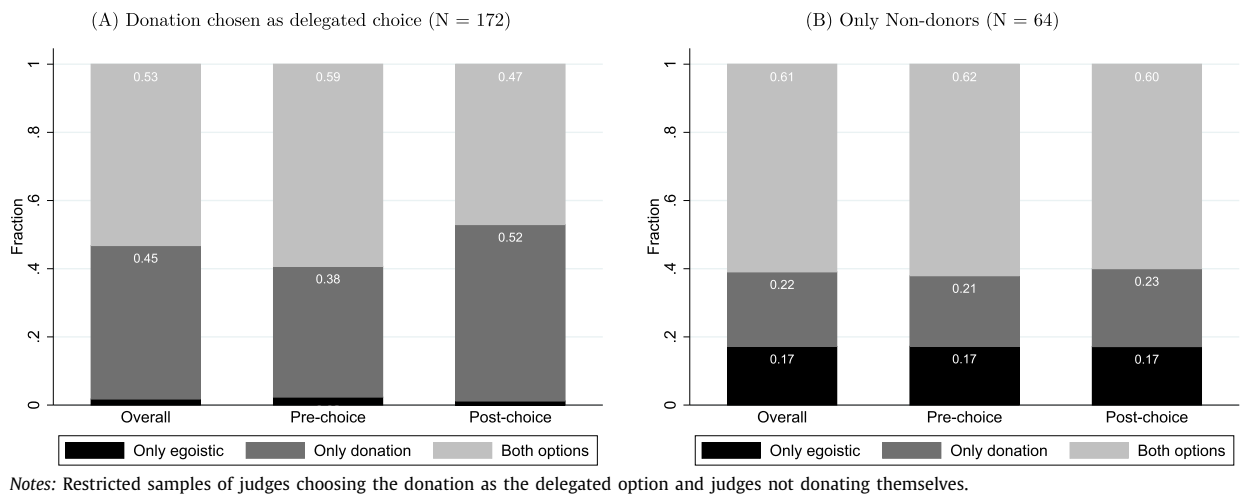 (A) Donation chosen as delegated choice (N = 172)
1
.8
.6
.4
.2
0
Fraction
0.53
0.59
0.47
0.45
0.38
0.52
Overall
Pre-choice
Post-choice
Only egoistic
Only donation
Both options
(B) Only Non-donors (N = 64)
1
.8
.6
.4
.2
0
Fraction
0.61
0.62
0.60
0.22
0.21
0.23
0.17
0.17
0.17
Overall
Pre-choice
Post-choice
Only egoistic
Only donation
Both options
Notes: Restricted samples of judges choosing the donation as the delegated option and judges not donating themselves.